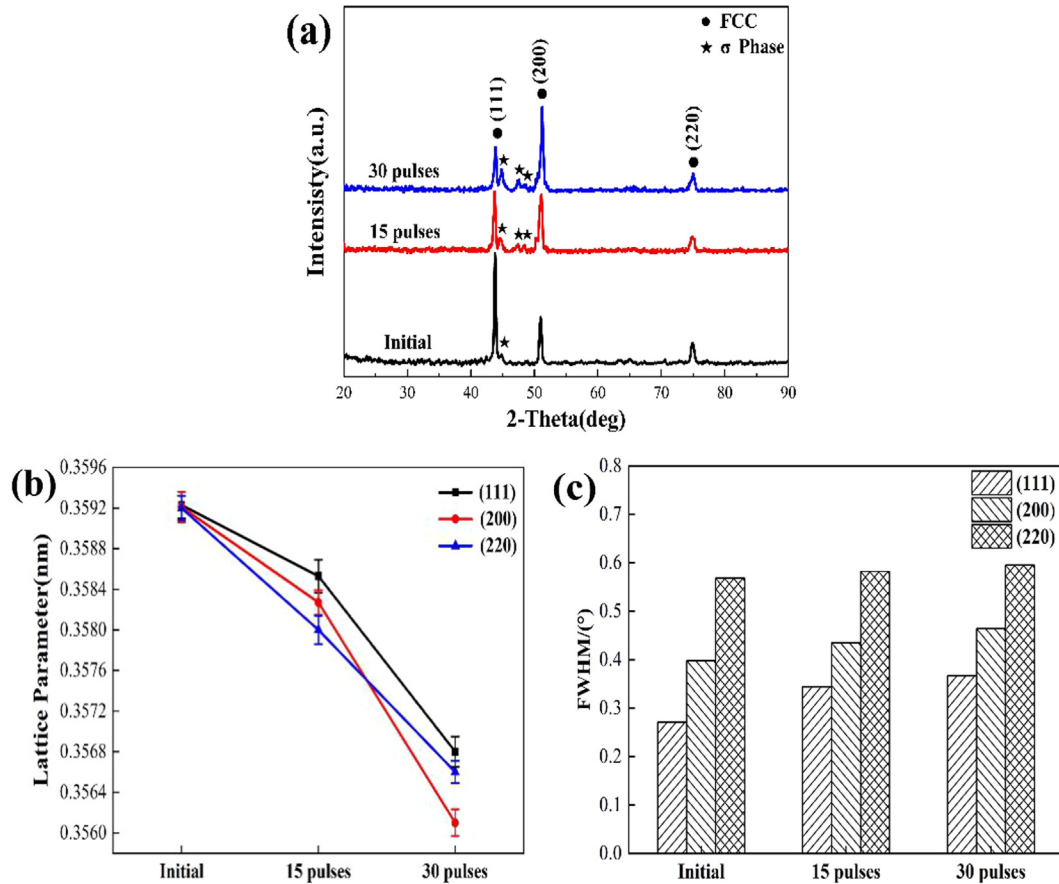 (a)
● FCC
★ σ Phase
(111)
(200)
(220)
30 pulses
15 pulses
Initial
Intensisty(a.u.)
20 30 40 50 60 70 80 90
2-Theta(deg)
(b)
0.3596
0.3592
0.3588
0.3584
0.3580
0.3576
0.3572
0.3568
0.3564
0.3560
Lattice Parameter(nm)
(111)
(200)
(220)
Initial 15 pulses 30 pulses
(c)
0.8
0.7
0.6
0.5
0.4
0.3
0.2
0.1
0.0
FWHM/(°)
(111)
(200)
(220)
Initial 15 pulses 30 pulses